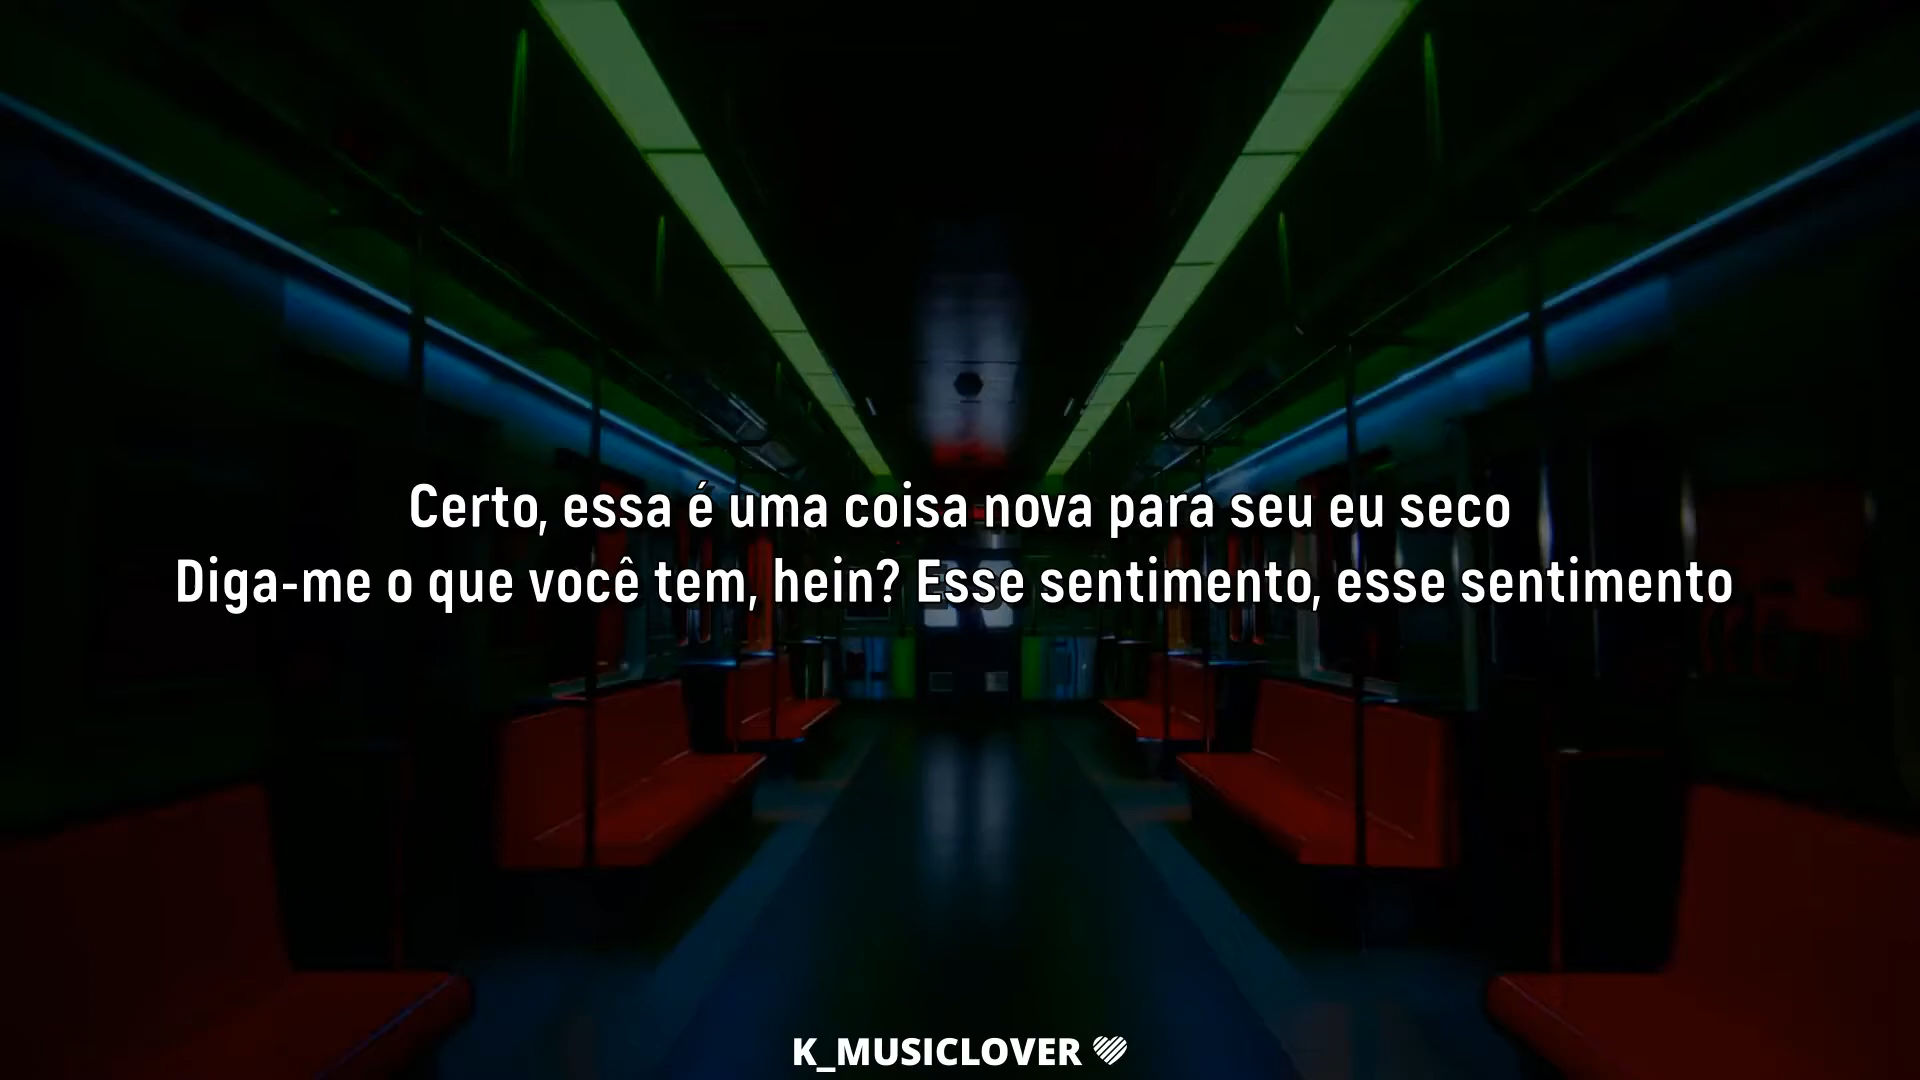 Certo, essa é uma coisa nova para seu eu seco
Diga-me o que você tem, hein? Esse sentimento, esse sentimento
K_MUSICLOVER